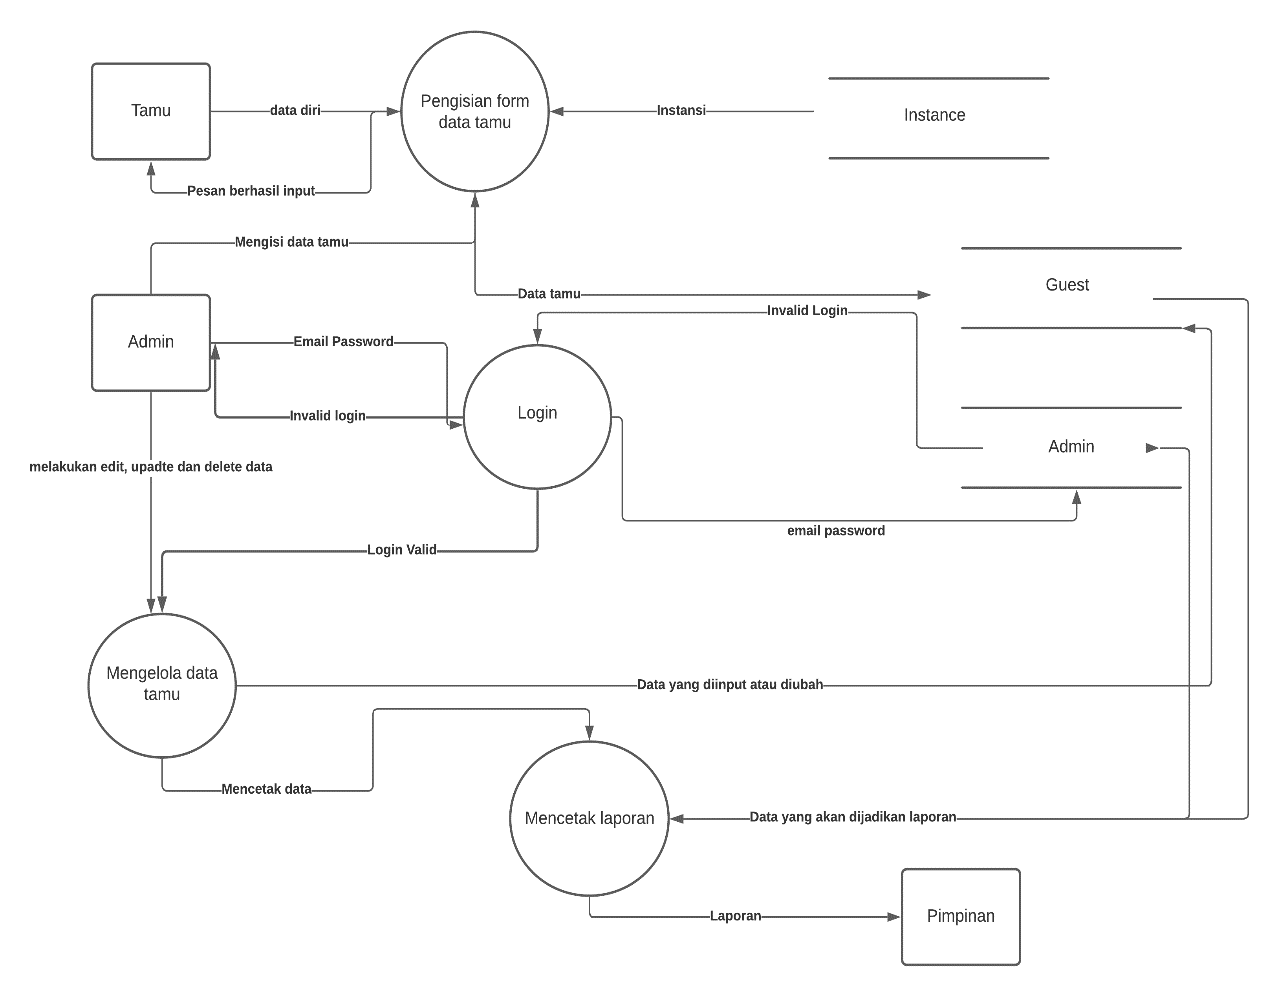 Tamu
data diri
Pengisian form
data tamu
Instansi
Instance
Pesan berhasil input
Mengisi data tamu
Data tamu
Guest
Invalid Login
Admin
Email Password
Invalid login
Login
Admin
melakukan edit, upadte dan delete data
email password
Login Valid
Mengelola data
tamu
Data yang diinput atau diubah
Mencetak data
Mencetak laporan
Data yang akan dijadikan laporan
Laporan
Pimpinan